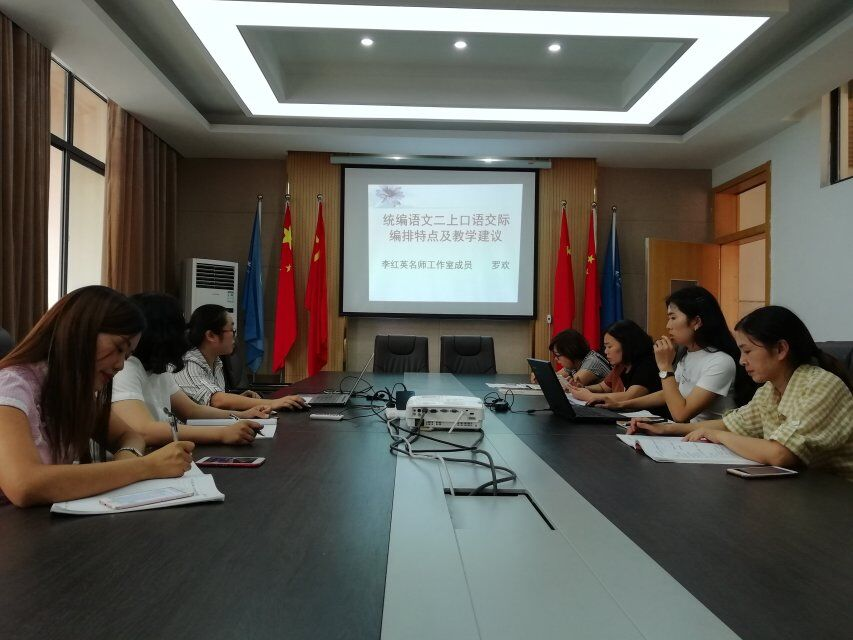 统编语文二上口语交际
编排特点及教学建议
李红英名师工作室成员 罗欢